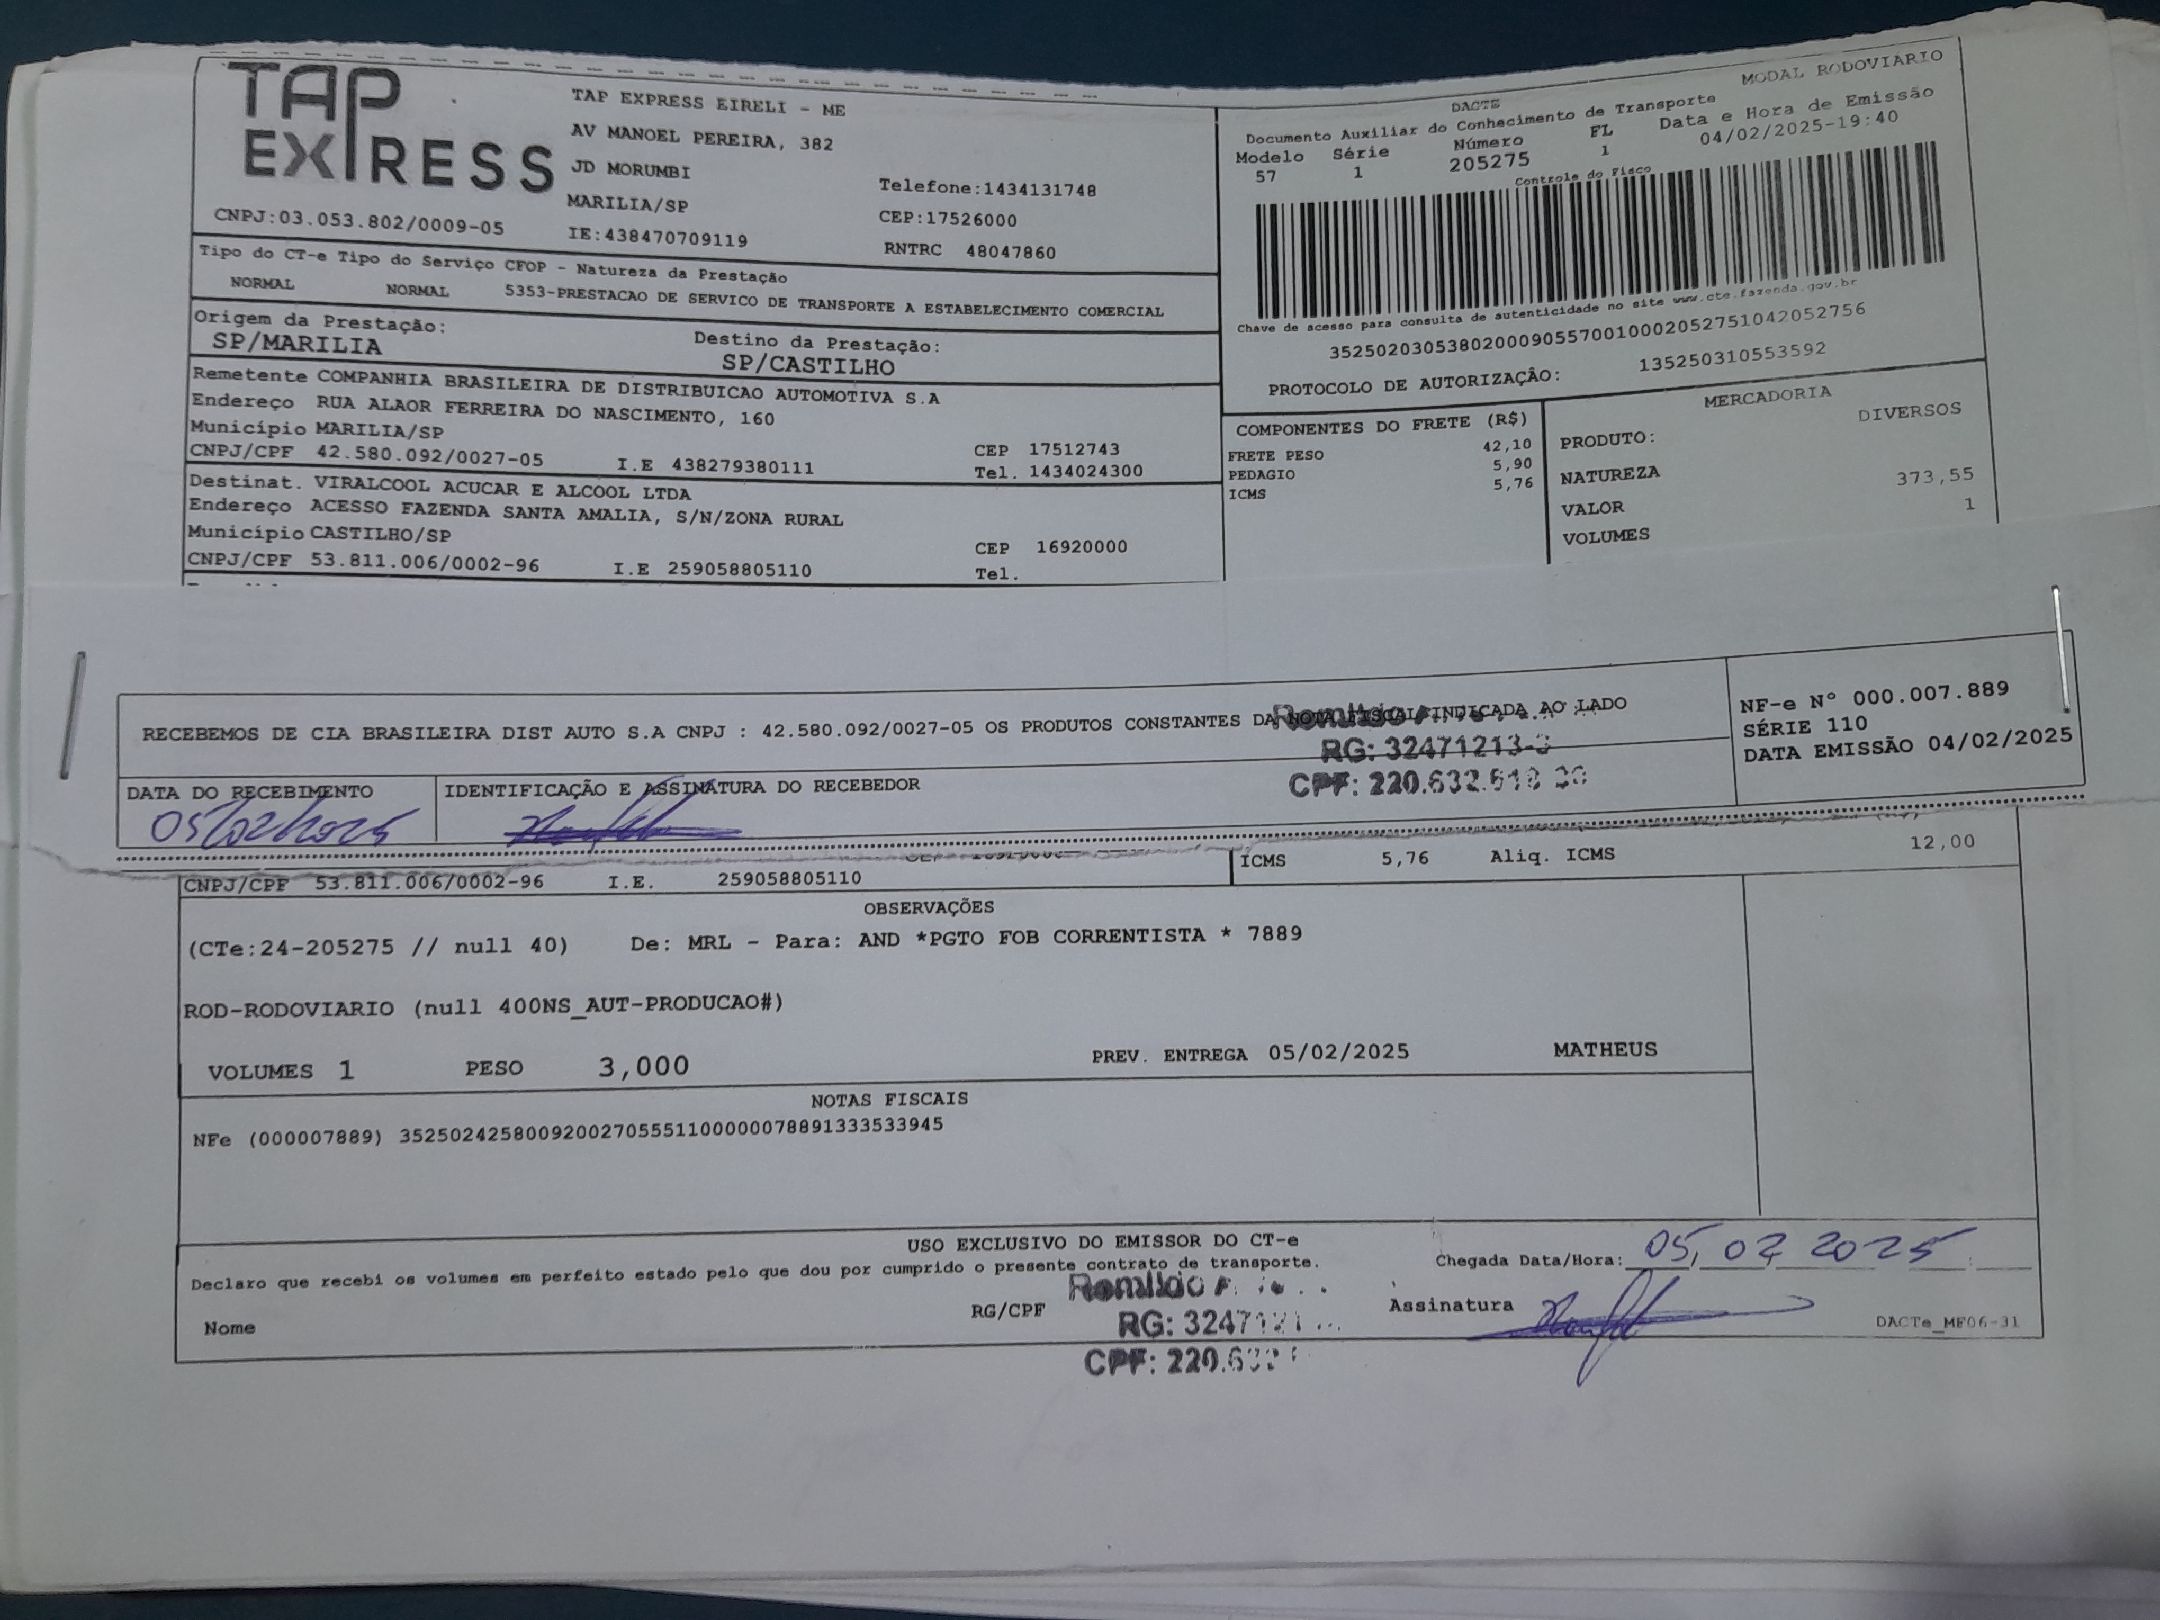 TAP EXPRESS
TAP EXPRESS EIRELI - ME
AV MANOEL PEREIRA, 382
JD MORUMBI
MARILIA/SP
Telefone:1434131748
CEP:17526000
CNPJ:03.053.802/0009-05
IE:438470709119
RNTRC 48047860
MODAL RODOVIARIO
DACTE
Documento Auxiliar do Conhecimento de Transporte
Modelo Série Número FL Data e Hora de Emissão
57 1 205275 1 04/02/2025-19:40
Controle do Fisco
Chave de acesso para consulta de autenticidade no site www.cte.fazenda.gov.br
35250203053802000905570010002052751042052756
PROTOCOLO DE AUTORIZAÇÃO: 135250310553592
Tipo do CT-e Tipo do Serviço CFOP - Natureza da Prestação
NORMAL NORMAL 5353-PRESTACAO DE SERVICO DE TRANSPORTE A ESTABELECIMENTO COMERCIAL
Origem da Prestação: Destino da Prestação:
SP/MARILIA SP/CASTILHO
Remetente COMPANHIA BRASILEIRA DE DISTRIBUICAO AUTOMOTIVA S.A
Endereço RUA ALAOR FERREIRA DO NASCIMENTO, 160
Município MARILIA/SP CEP 17512743
CNPJ/CPF 42.580.092/0027-05 I.E 438279380111 Tel. 1434024300
Destinat. VIRALCOOL ACUCAR E ALCOOL LTDA
Endereço ACESSO FAZENDA SANTA AMALIA, S/N/ZONA RURAL
Município CASTILHO/SP CEP 16920000
CNPJ/CPF 53.811.006/0002-96 I.E 259058805110 Tel.
COMPONENTES DO FRETE (R$)
FRETE PESO 42,10
PEDAGIO 5,90
ICMS 5,76
MERCADORIA
PRODUTO: DIVERSOS
NATUREZA
VALOR 373,55
VOLUMES 1
RECEBEMOS DE CIA BRASILEIRA DIST AUTO S.A CNPJ : 42.580.092/0027-05 OS PRODUTOS CONSTANTES DA NOTA FISCAL INDICADA AO LADO
Romildo
RG: 32471213-
CPF: 220.632.
NF-e N° 000.007.889
SÉRIE 110
DATA EMISSÃO 04/02/2025
DATA DO RECEBIMENTO IDENTIFICAÇÃO E ASSINATURA DO RECEBEDOR
05/02/2025
ICMS 5,76 Aliq. ICMS 12,00
CNPJ/CPF 53.811.006/0002-96 I.E. 259058805110
OBSERVAÇÕES
(CTe:24-205275 // null 40) De: MRL - Para: AND *PGTO FOB CORRENTISTA * 7889
ROD-RODOVIARIO (null 400NS_AUT-PRODUCAO#)
VOLUMES 1 PESO 3,000 PREV. ENTREGA 05/02/2025 MATHEUS
NOTAS FISCAIS
NFe (000007889) 35250242580092002705551100000078891333533945
USO EXCLUSIVO DO EMISSOR DO CT-e
Declaro que recebi os volumes em perfeito estado pelo que dou por cumprido o presente contrato de transporte.
Chegada Data/Hora: 05, 02 2025
Nome RG/CPF Assinatura
Romildo
RG: 3247121
CPF: 220.63
DACTe_MF06-31